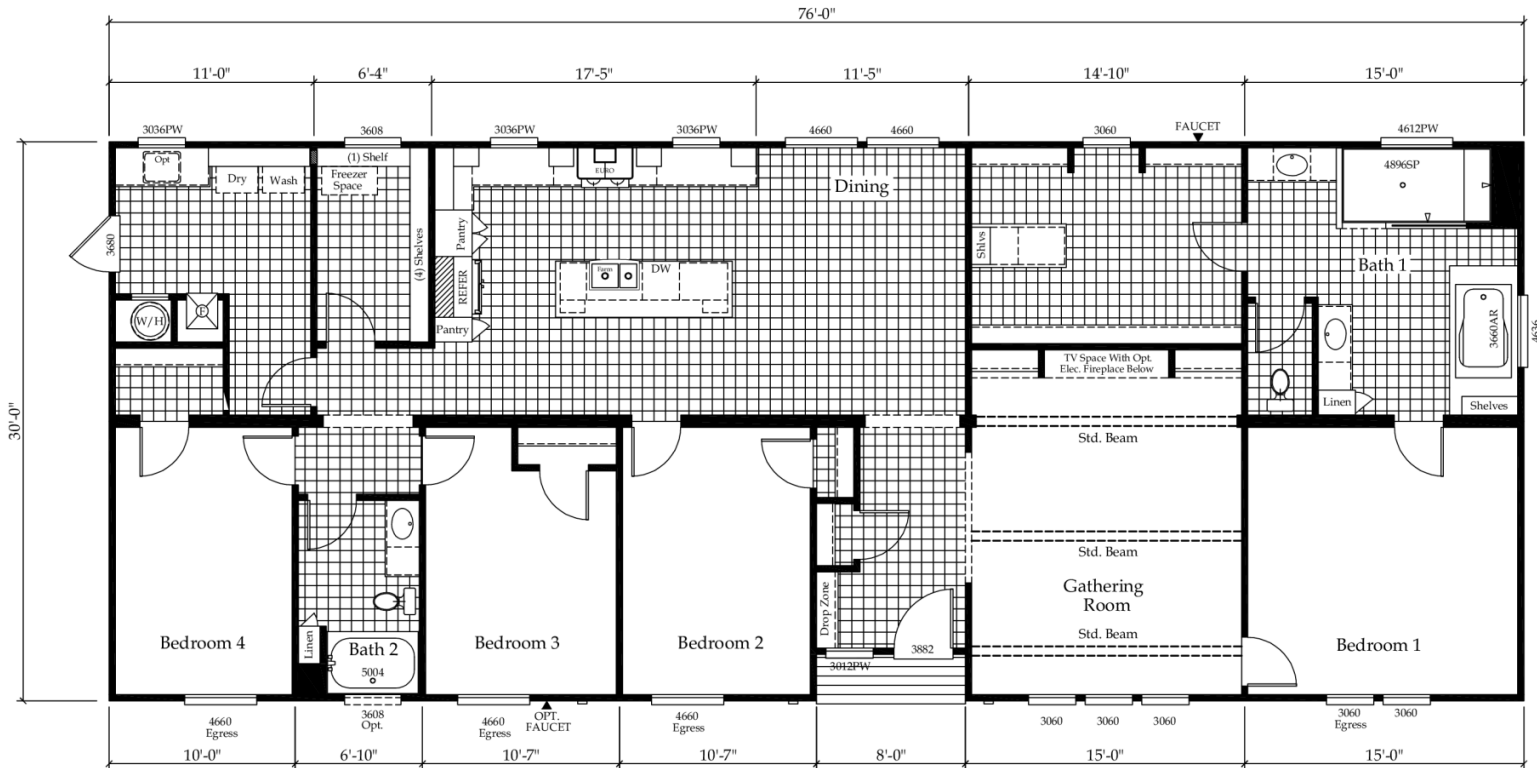 76'-0"
11'-0"
6'-4"
17'-5"
11'-5"
14'-10"
15'-0"
3036PW
3608
3036PW
3036PW
4660
4660
3060
FAUCET
4612PW
Opt
Dry
Wash
(1) Shelf
Freezer
Space
EURO
Dining
4896SP
3680
(4) Shelves
Pantry
REFER
Pantry
Farm
DW
Shlvs
Bath 1
W/H
F
3660AR
4636
TV Space With Opt.
Elec. Fireplace Below
Linen
Shelves
30'-0"
Std. Beam
Std. Beam
Gathering
Room
Std. Beam
Drop Zone
Bedroom 4
Linen
Bath 2
5004
Bedroom 3
Bedroom 2
3012PW
3882
Bedroom 1
4660
Egress
3608
Opt.
4660
Egress
OPT.
FAUCET
4660
Egress
3060
3060
3060
3060
Egress
3060
10'-0"
6'-10"
10'-7"
10'-7"
8'-0"
15'-0"
15'-0"